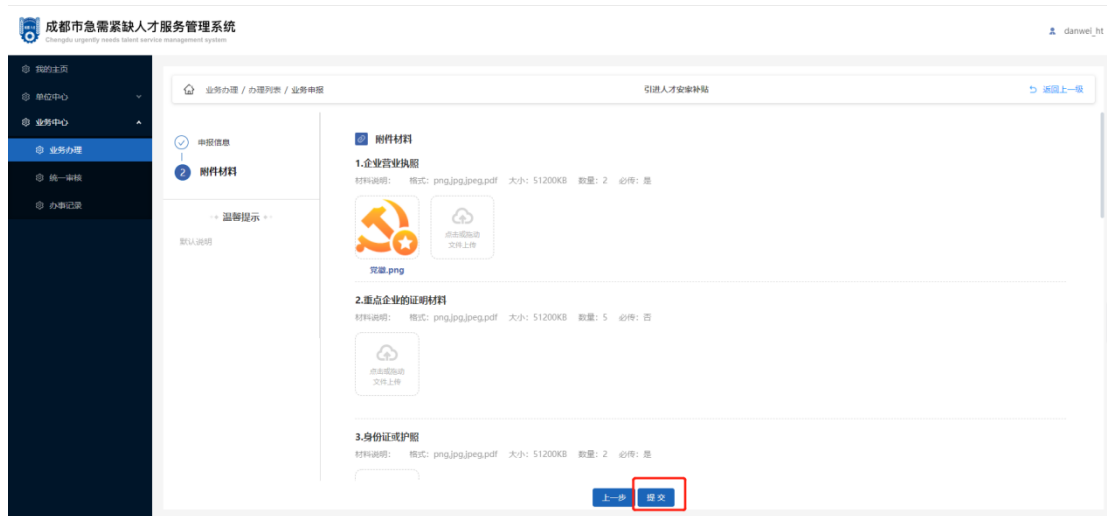 成都市急需紧缺人才服务管理系统
Chengdu urgently needs talent service management system
danwei_ht
我的主页
单位中心
业务中心
业务办理
统一审核
办事记录
业务办理 / 办理列表 / 业务申报
引进人才安家补贴
返回上一级
申报信息
2 附件材料
温馨提示
默认说明
附件材料
1.企业营业执照
材料说明: 格式: png,jpg,jpeg,pdf 大小: 51200KB 数量: 2 必传: 是
点击或拖动
文件上传
党徽.png
2.重点企业的证明材料
材料说明: 格式: png,jpg,jpeg,pdf 大小: 51200KB 数量: 5 必传: 否
点击或拖动
文件上传
3.身份证或护照
材料说明: 格式: png,jpg,jpeg,pdf 大小: 51200KB 数量: 2 必传: 是
上一步
提交